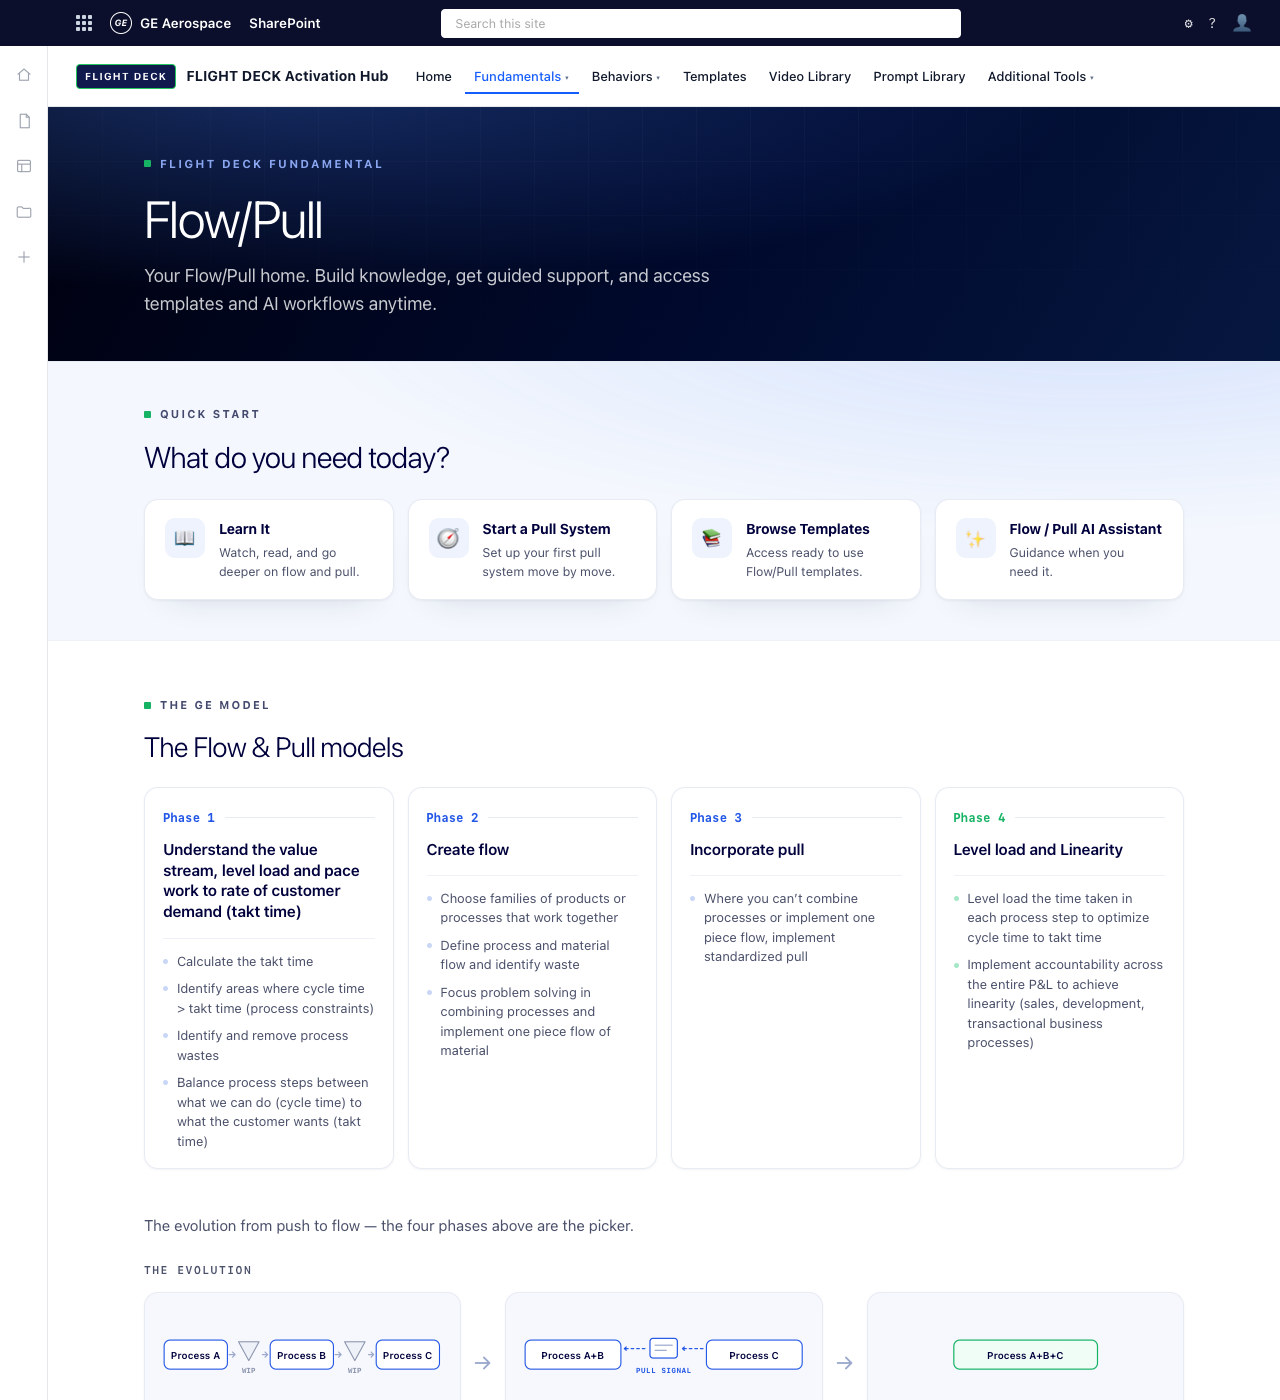 GE Aerospace SharePoint Search this site ?
FLIGHT DECK FLIGHT DECK Activation Hub Home Fundamentals Behaviors Templates Video Library Prompt Library Additional Tools
FLIGHT DECK FUNDAMENTAL
Flow/Pull
Your Flow/Pull home. Build knowledge, get guided support, and access
templates and AI workflows anytime.
QUICK START
What do you need today?
Learn It
Watch, read, and go
deeper on flow and pull.
Start a Pull System
Set up your first pull
system move by move.
Browse Templates
Access ready to use
Flow/Pull templates.
Flow / Pull AI Assistant
Guidance when you
need it.
THE GE MODEL
The Flow & Pull models
Phase 1
Understand the value
stream, level load and pace
work to rate of customer
demand (takt time)
Calculate the takt time
Identify areas where cycle time
> takt time (process constraints)
Identify and remove process
wastes
Balance process steps between
what we can do (cycle time) to
what the customer wants (takt
time)
Phase 2
Create flow
Choose families of products or
processes that work together
Define process and material
flow and identify waste
Focus problem solving in
combining processes and
implement one piece flow of
material
Phase 3
Incorporate pull
Where you can’t combine
processes or implement one
piece flow, implement
standardized pull
Phase 4
Level load and Linearity
Level load the time taken in
each process step to optimize
cycle time to takt time
Implement accountability across
the entire P&L to achieve
linearity (sales, development,
transactional business
processes)
The evolution from push to flow — the four phases above are the picker.
THE EVOLUTION
Process A WIP Process B WIP Process C
Process A+B PULL SIGNAL Process C
Process A+B+C